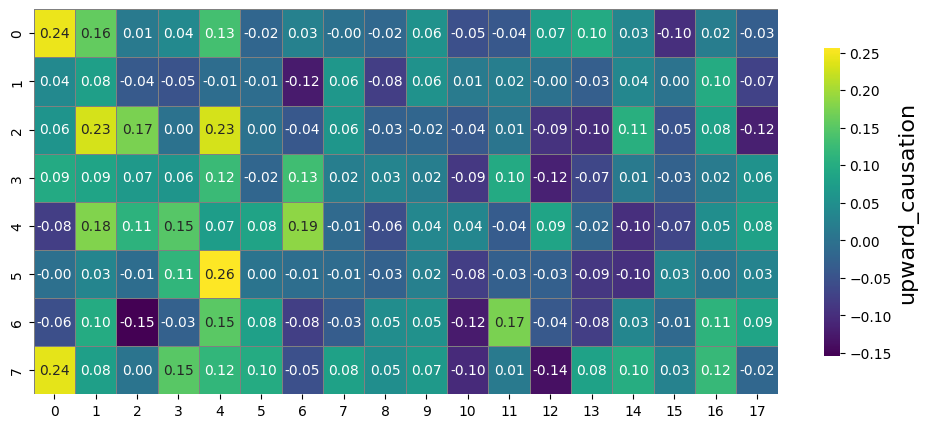 0 0.24 0.16 0.01 0.04 0.13 -0.02 0.03 -0.00 -0.02 0.06 -0.05 -0.04 0.07 0.10 0.03 -0.10 0.02 -0.03
1 0.04 0.08 -0.04 -0.05 -0.01 -0.01 -0.12 0.06 -0.08 0.06 0.01 0.02 -0.00 -0.03 0.04 0.00 0.10 -0.07
2 0.06 0.23 0.17 0.00 0.23 0.00 -0.04 0.06 -0.03 -0.02 -0.04 0.01 -0.09 -0.10 0.11 -0.05 0.08 -0.12
3 0.09 0.09 0.07 0.06 0.12 -0.02 0.13 0.02 0.03 0.02 -0.09 0.10 -0.12 -0.07 0.01 -0.03 0.02 0.06
4 -0.08 0.18 0.11 0.15 0.07 0.08 0.19 -0.01 -0.06 0.04 0.04 -0.04 0.09 -0.02 -0.10 -0.07 0.05 0.08
5 -0.00 0.03 -0.01 0.11 0.26 0.00 -0.01 -0.01 -0.03 0.02 -0.08 -0.03 -0.03 -0.09 -0.10 0.03 0.00 0.03
6 -0.06 0.10 -0.15 -0.03 0.15 0.08 -0.08 -0.03 0.05 0.05 -0.12 0.17 -0.04 -0.08 0.03 -0.01 0.11 0.09
7 0.24 0.08 0.00 0.15 0.12 0.10 -0.05 0.08 0.05 0.07 -0.10 0.01 -0.14 0.08 0.10 0.03 0.12 -0.02
0 1 2 3 4 5 6 7 8 9 10 11 12 13 14 15 16 17
0.25
0.20
0.15
0.10
0.05
0.00
−0.05
−0.10
−0.15
upward_causation